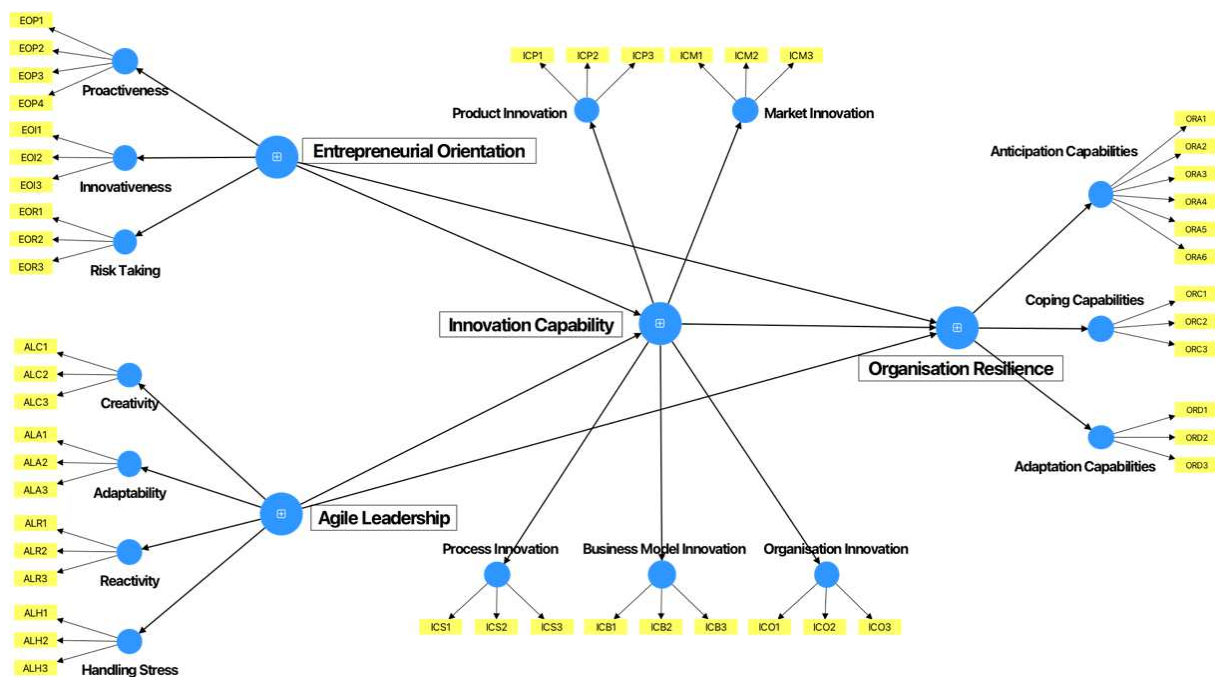 EOP1
EOP2
EOP3
EOP4
Proactiveness
EOI1
EOI2
EOI3
Innovativeness
EOR1
EOR2
EOR3
Risk Taking
Entrepreneurial Orientation
ICP1 ICP2 ICP3
Product Innovation
ICM1 ICM2 ICM3
Market Innovation
Anticipation Capabilities
ORA1
ORA2
ORA3
ORA4
ORA5
ORA6
Coping Capabilities
ORC1
ORC2
ORC3
Innovation Capability
Organisation Resilience
ORD1
ORD2
ORD3
Adaptation Capabilities
ALC1
ALC2
ALC3
Creativity
ALA1
ALA2
ALA3
Adaptability
ALR1
ALR2
ALR3
Reactivity
ALH1
ALH2
ALH3
Handling Stress
Agile Leadership
Process Innovation
Business Model Innovation
Organisation Innovation
ICS1 ICS2 ICS3
ICB1 ICB2 ICB3
ICO1 ICO2 ICO3